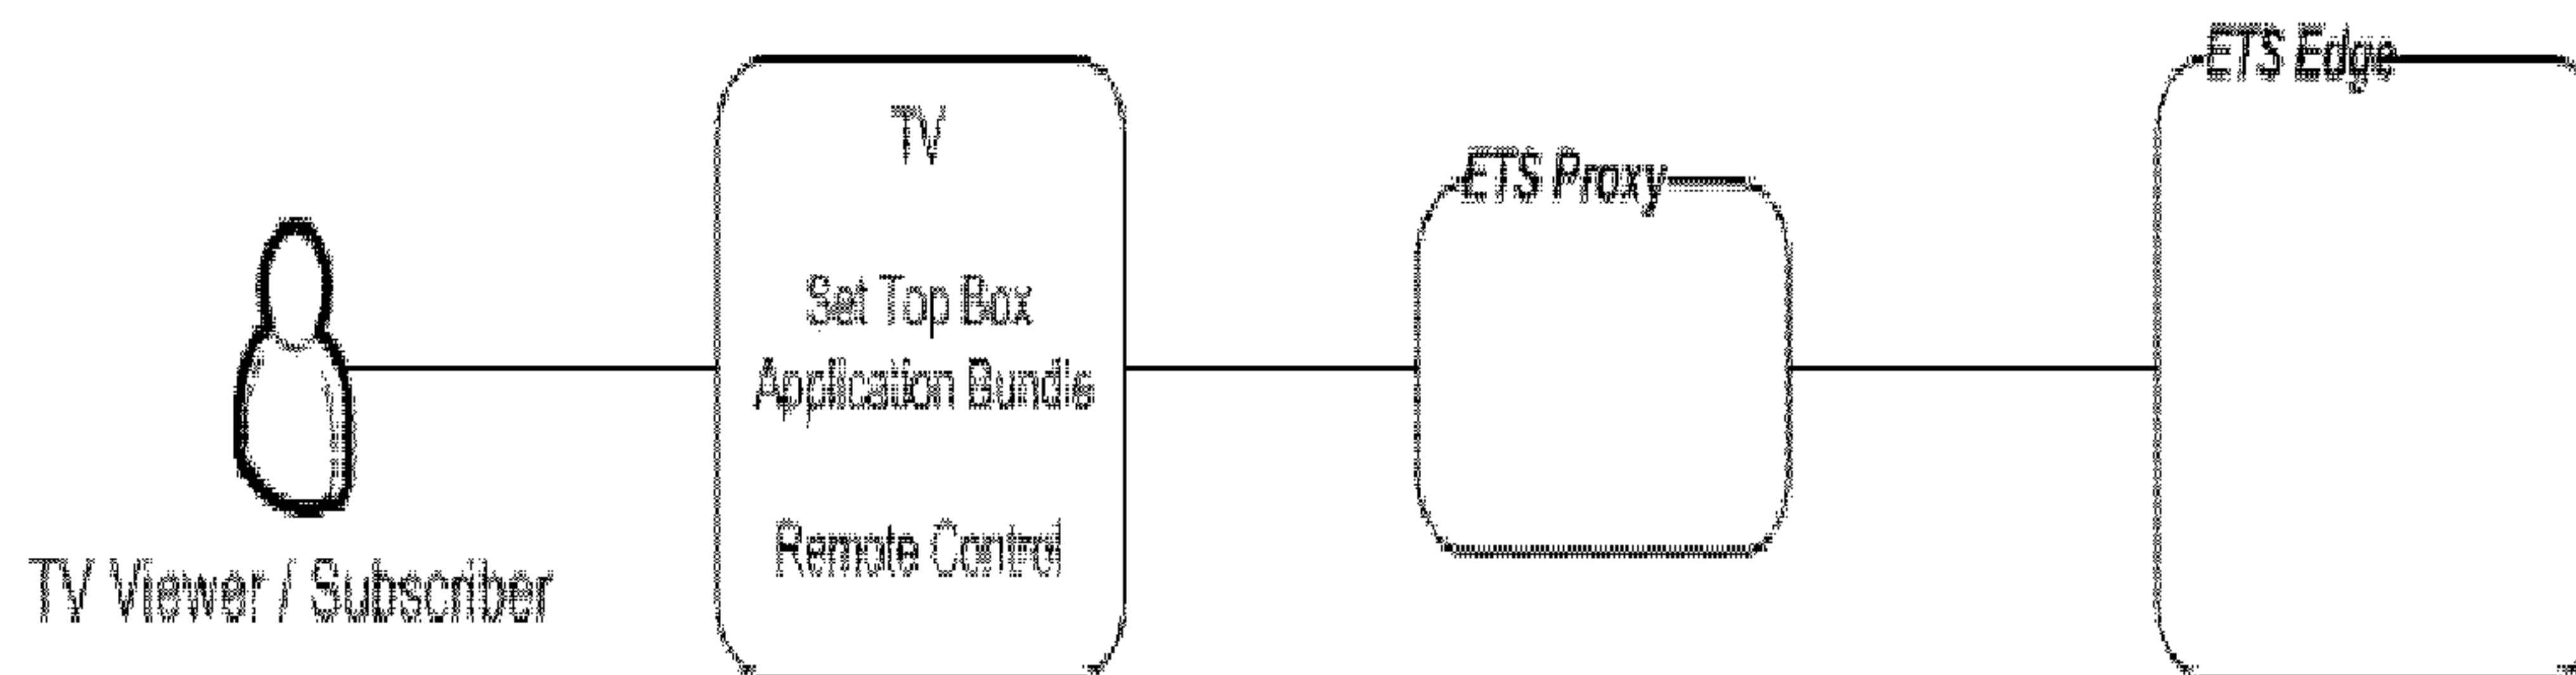 ETS Edge
TV
ETS Proxy
Set Top Box
Application Bundle
Remote Control
TV Viewer / Subscriber